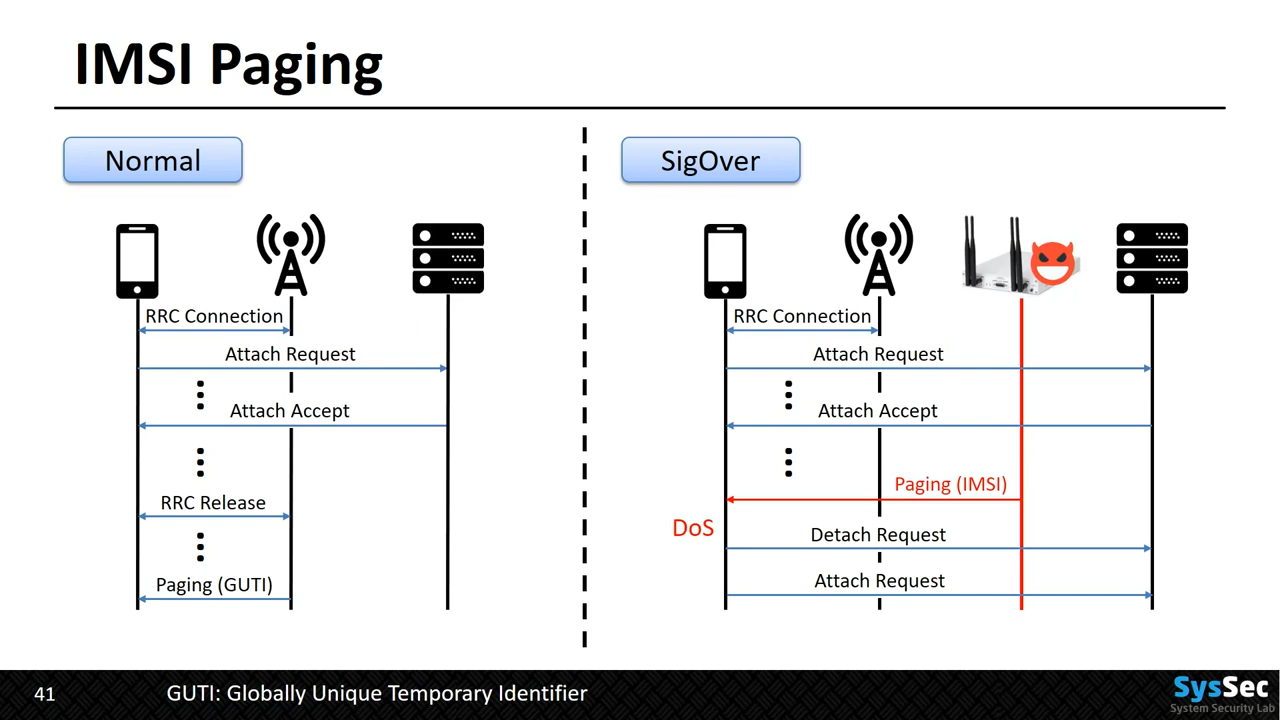 IMSI Paging
Normal
RRC Connection
Attach Request
Attach Accept
RRC Release
Paging (GUTI)
SigOver
RRC Connection
Attach Request
Attach Accept
Paging (IMSI)
DoS
Detach Request
Attach Request
41
GUTI: Globally Unique Temporary Identifier
SysSec
System Security Lab